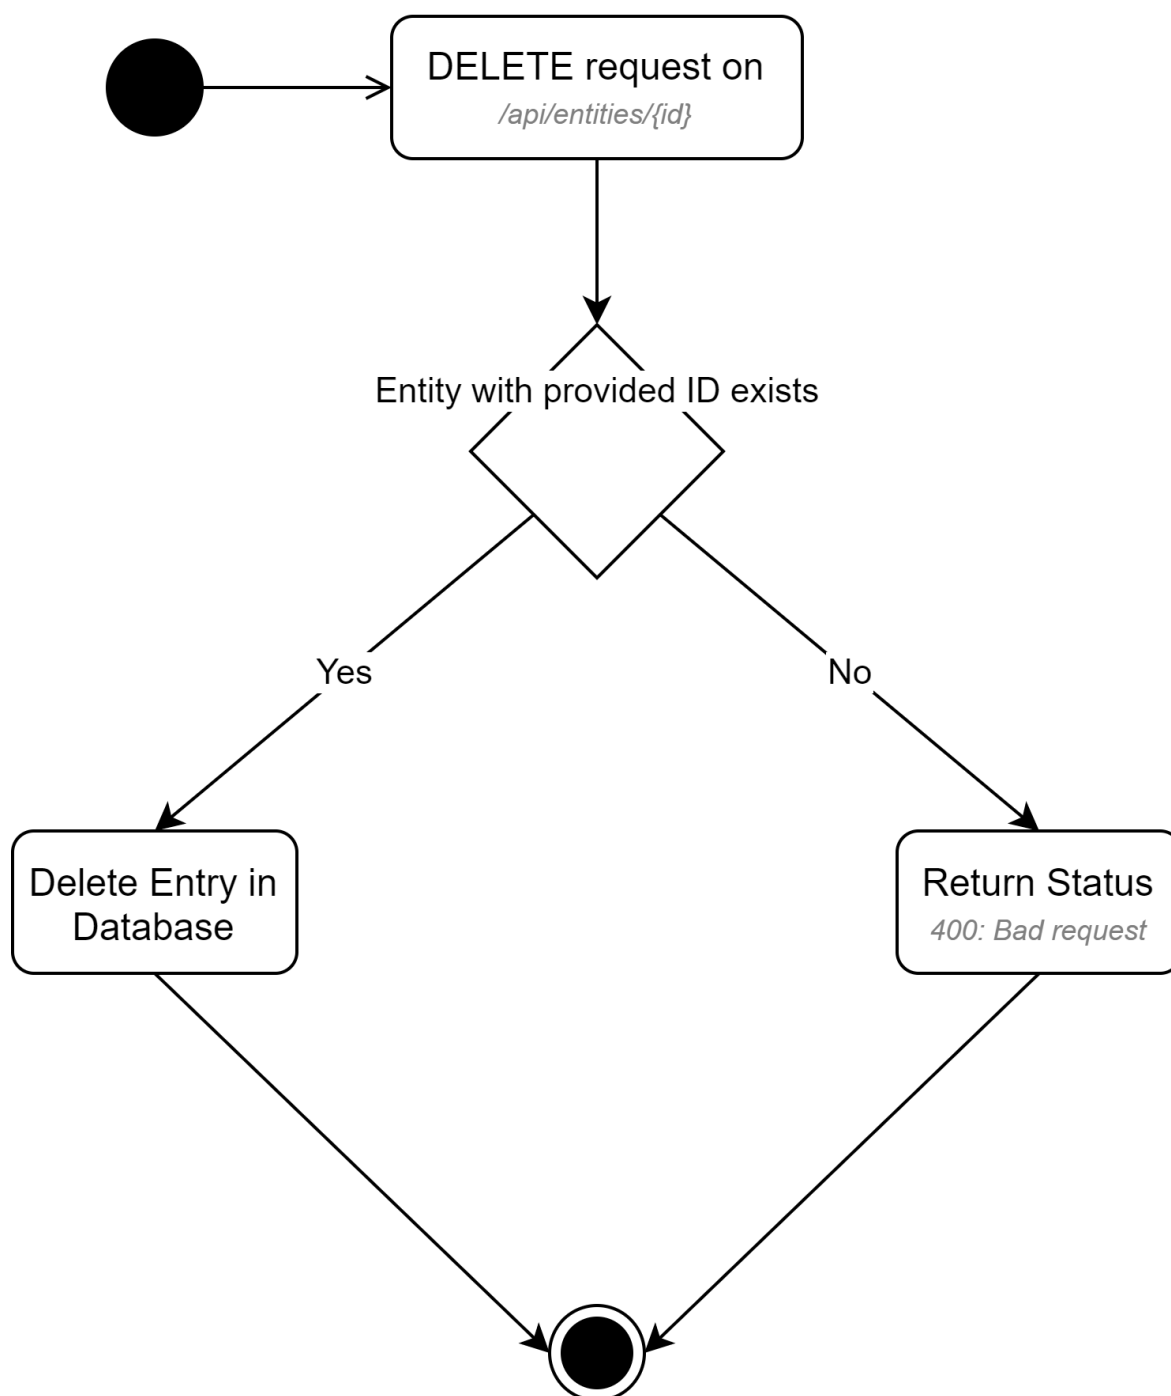 DELETE request on
/api/entities/{id}
Entity with provided ID exists
Yes
No
Delete Entry in
Database
Return Status
400: Bad request